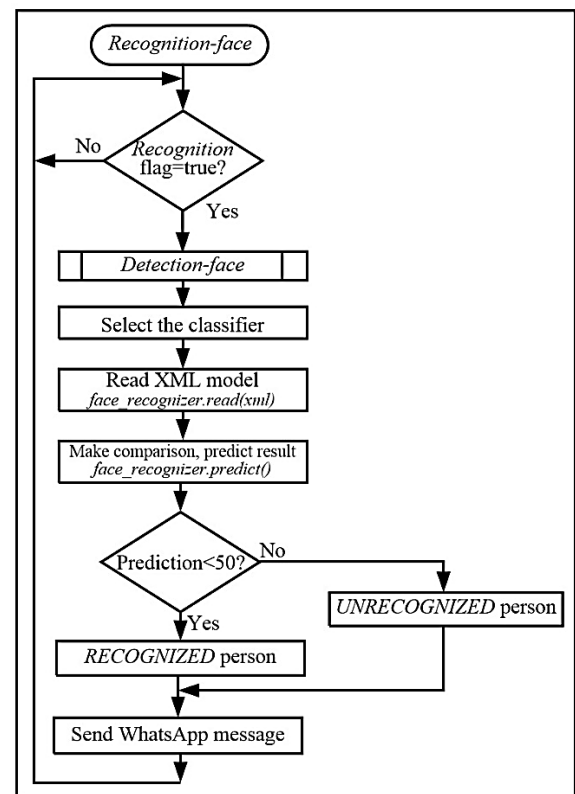 Recognition-face
No
Recognition
flag=true?
Yes
Detection-face
Select the classifier
Read XML model
face_recognizer.read(xml)
Make comparison, predict result
face_recognizer.predict()
Prediction<50?
No
UNRECOGNIZED person
Yes
RECOGNIZED person
Send WhatsApp message